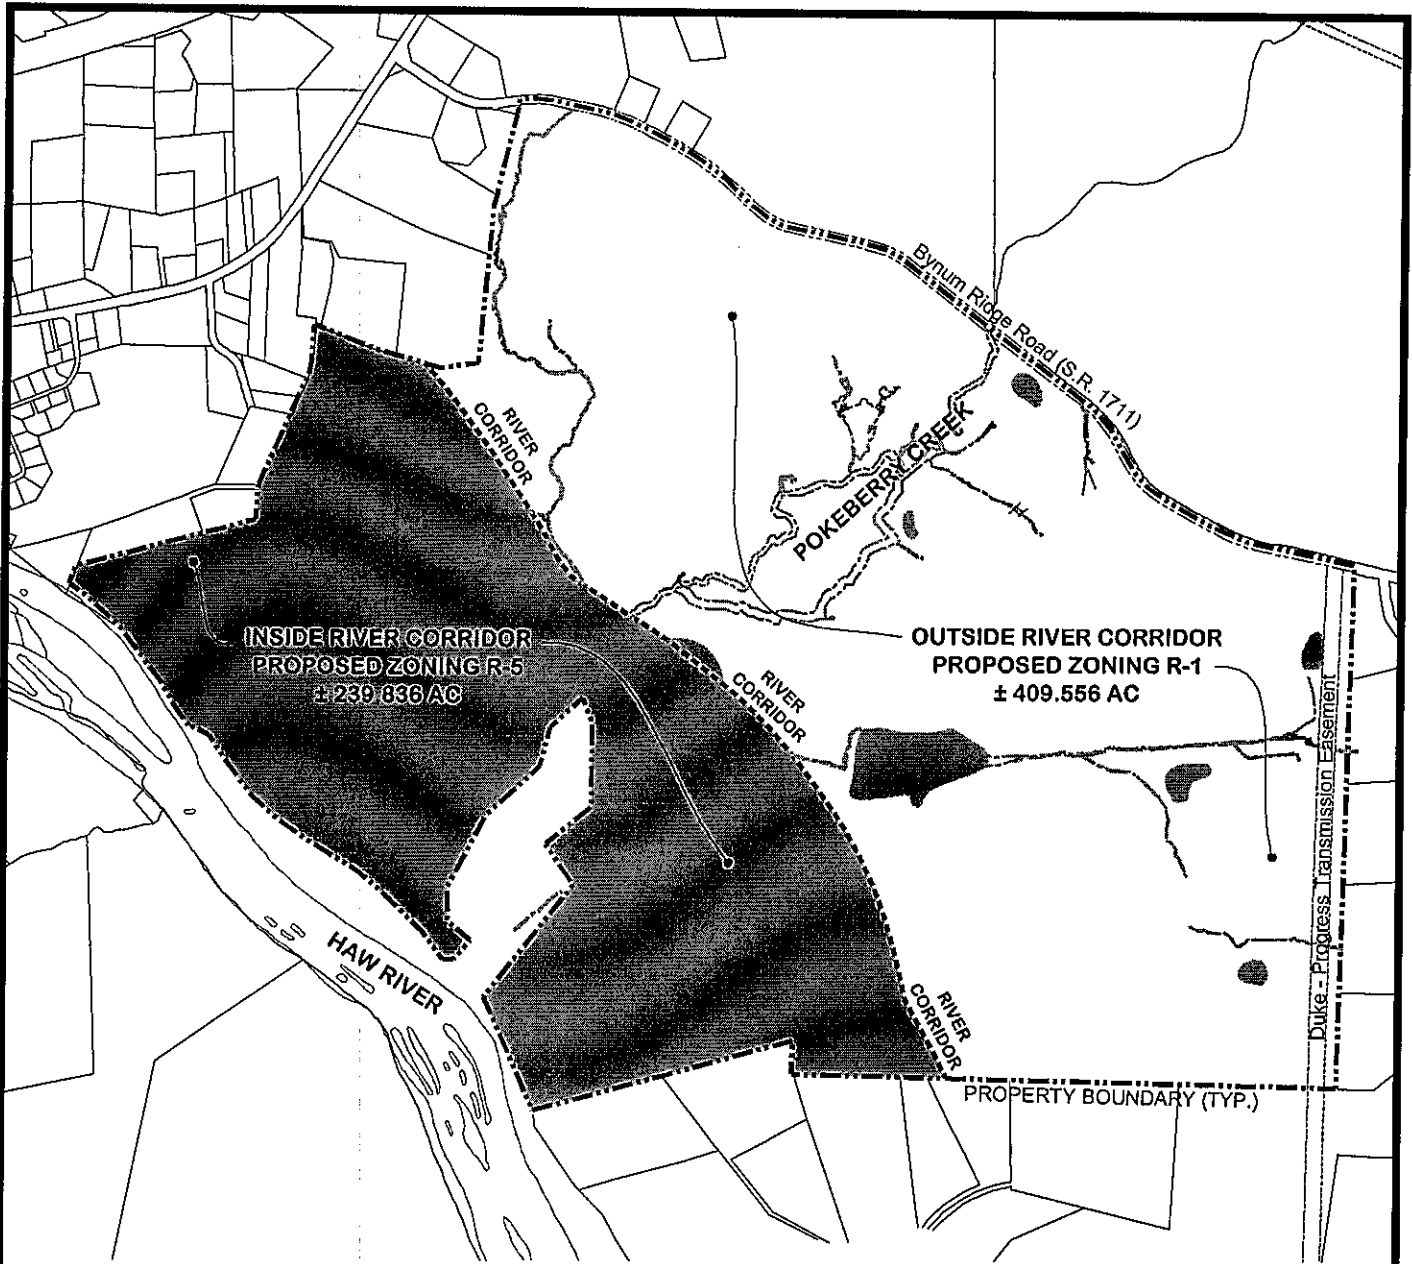 Bynum Ridge Road (S.R. 1711)
RIVER
CORRIDOR
POKEBERRY CREEK
INSIDE RIVER CORRIDOR
PROPOSED ZONING R-5
± 239.836 AC
OUTSIDE RIVER CORRIDOR
PROPOSED ZONING R-1
± 409.556 AC
RIVER
CORRIDOR
Duke - Progress Transmission Easement
HAW RIVER
RIVER
CORRIDOR
PROPERTY BOUNDARY (TYP.)